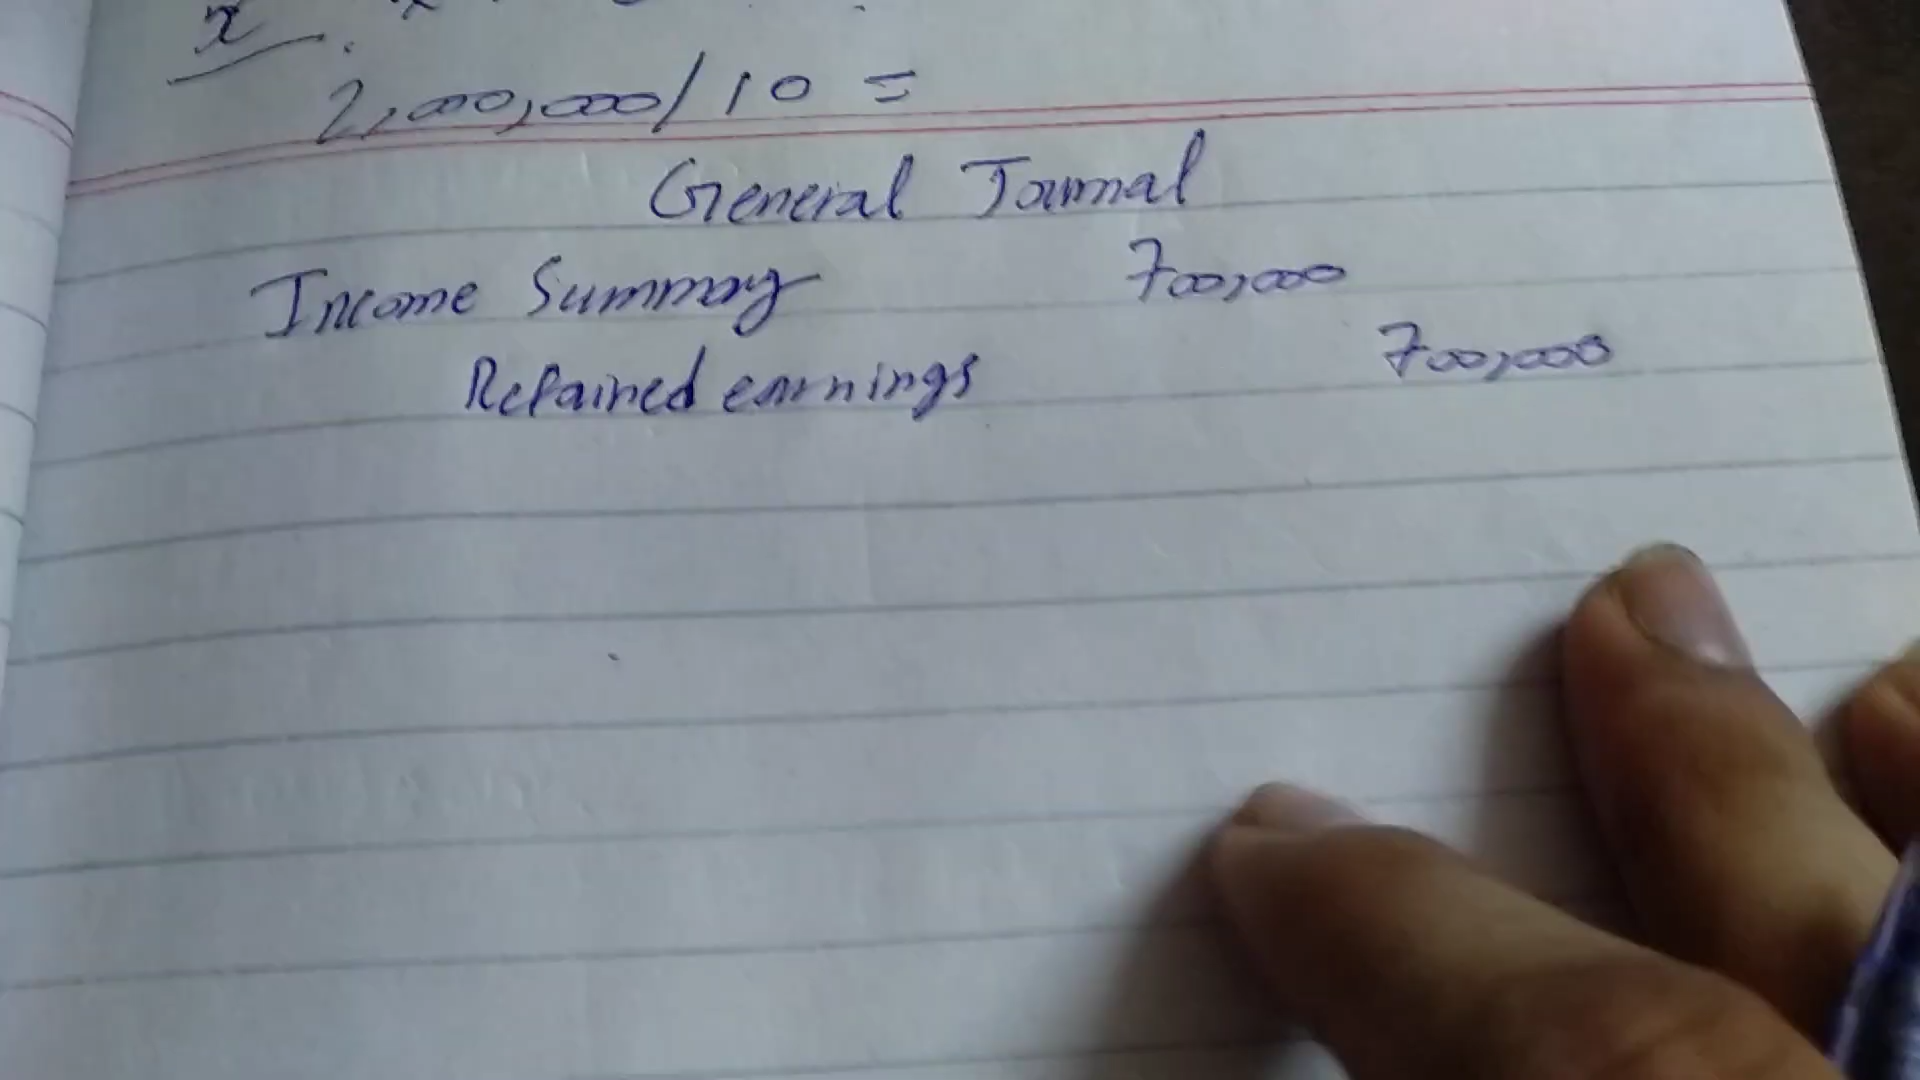 x
2,000,000/10 =
General Journal
Income Summary 700,000
Retained earnings 700,000